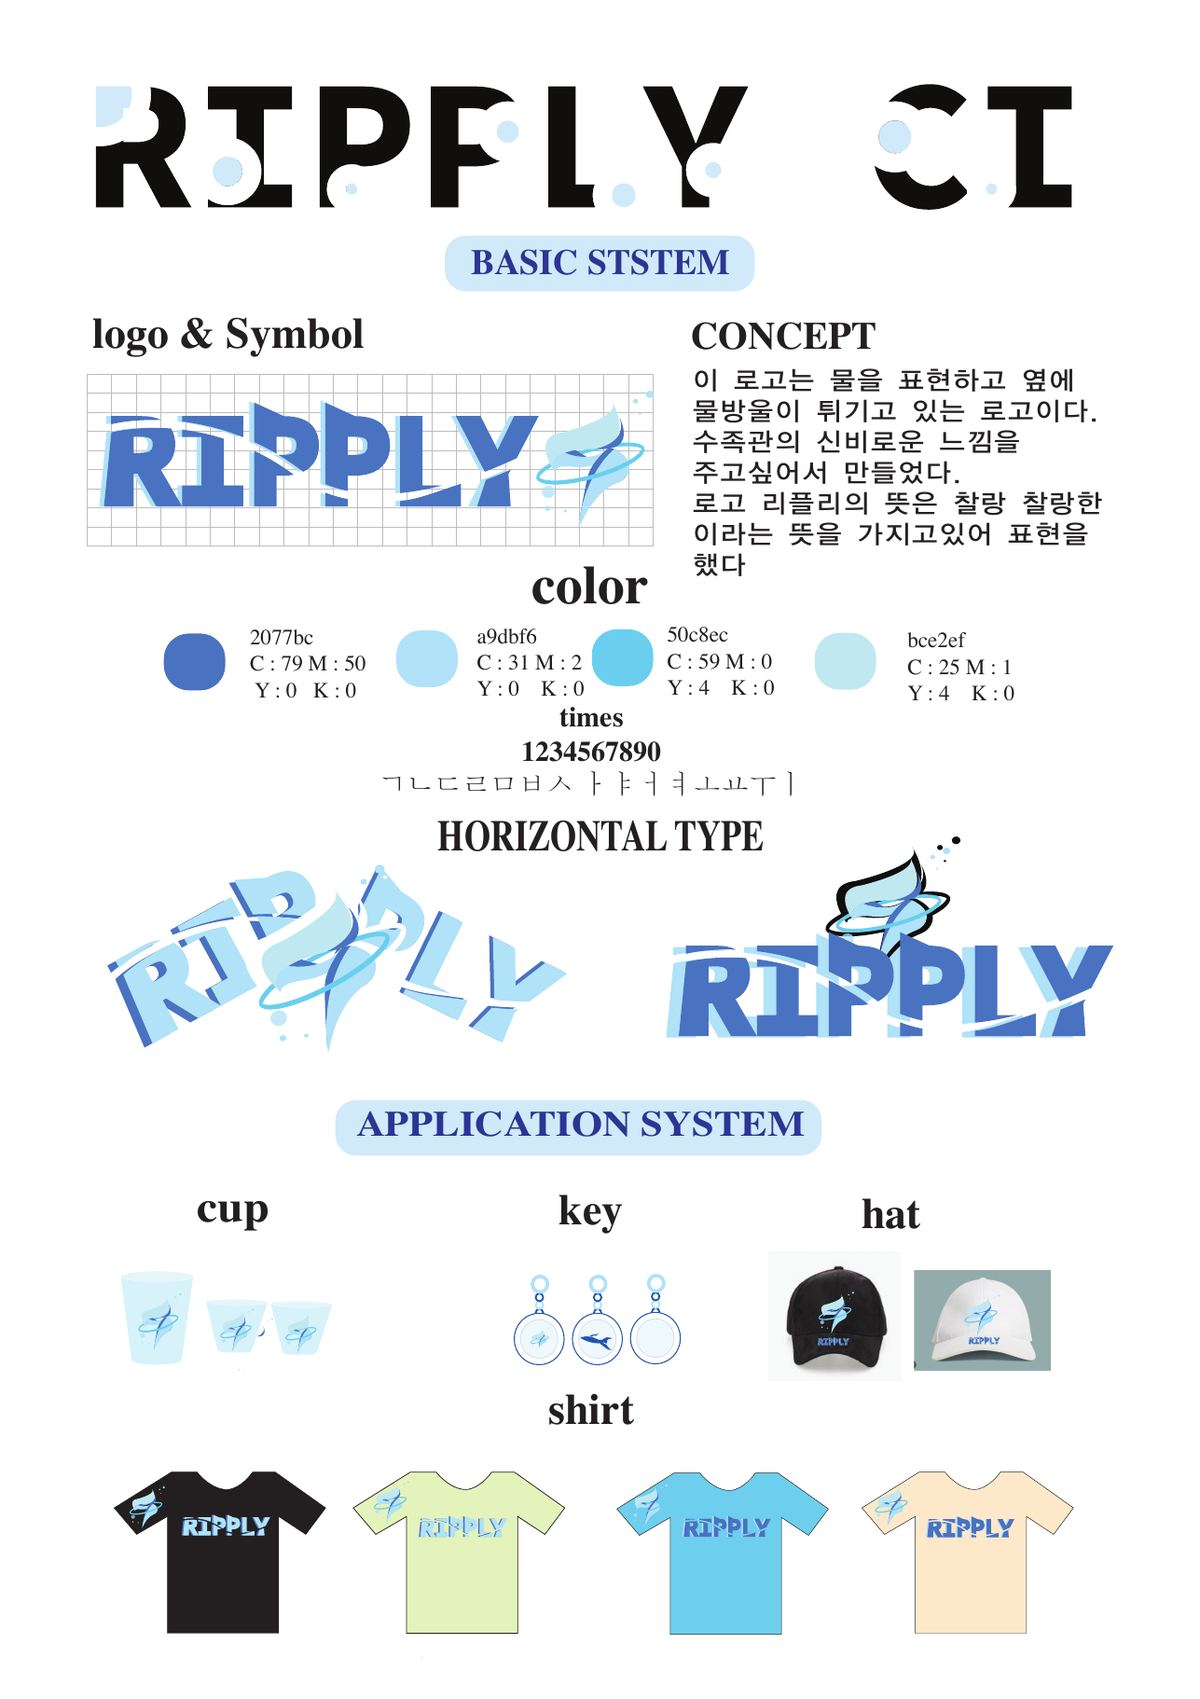 RIPPLY CI
BASIC STSTEM
logo & Symbol
RIPPLY
CONCEPT
이 로고는 물을 표현하고 옆에
물방울이 튀기고 있는 로고이다.
수족관의 신비로운 느낌을
주고싶어서 만들었다.
로고 리플리의 뜻은 찰랑 찰랑한
이라는 뜻을 가지고있어 표현을
했다
color
2077bc
C : 79 M : 50
Y : 0 K : 0
a9dbf6
C : 31 M : 2
Y : 0 K : 0
50c8ec
C : 59 M : 0
Y : 4 K : 0
bce2ef
C : 25 M : 1
Y : 4 K : 0
times
1234567890
ㄱㄴㄷㄹㅁㅂㅅㅏㅑㅓㅕㅗㅛㅜㅣ
HORIZONTAL TYPE
RIPPLY
RIPPLY
APPLICATION SYSTEM
cup
key
hat
RIPPLY
RIPPLY
shirt
RIPPLY
RIPPLY
RIPPLY
RIPPLY